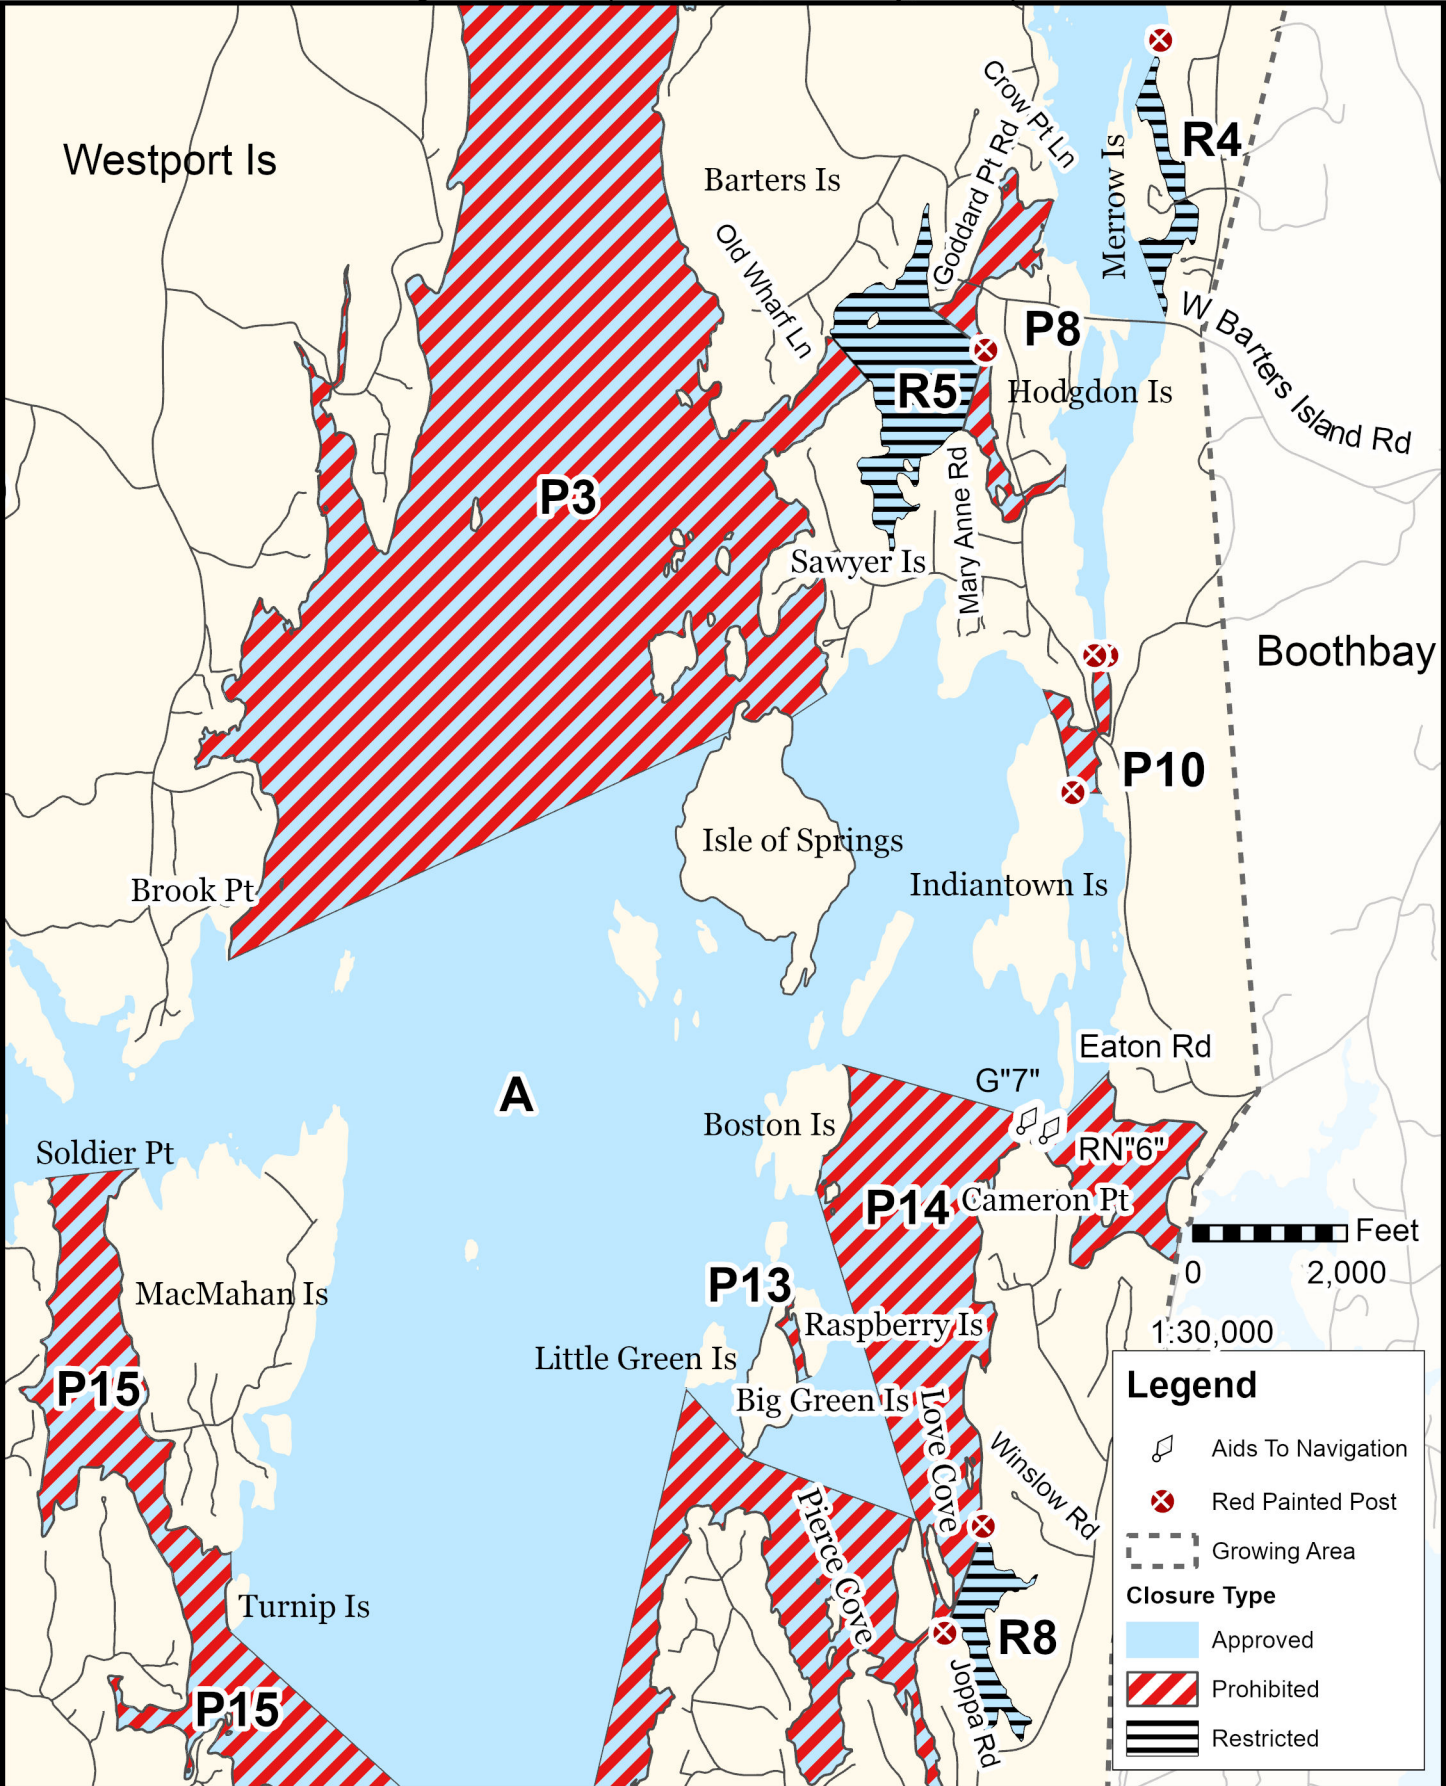 Crow Pt Ln
R4
Westport Is
Barters Is
Goddard Pt Rd
Merrow Is
Old Wharf Ln
W Barters Island Rd
P8
R5
Hodgdon Is
P3
Mary Anne Rd
Sawyer Is
Boothbay
P10
Isle of Springs
Brook Pt
Indiantown Is
Eaton Rd
G"7"
A
Boston Is
RN"6"
Soldier Pt
P14
Cameron Pt
Feet
0 2,000
P13
MacMahan Is
Raspberry Is
1:30,000
Little Green Is
P15
Big Green Is
Love Cove
Winslow Rd
Pierce Cove
Turnip Is
R8
Joppa Rd
P15
Legend
Aids To Navigation
Red Painted Post
Growing Area
Closure Type
Approved
Prohibited
Restricted